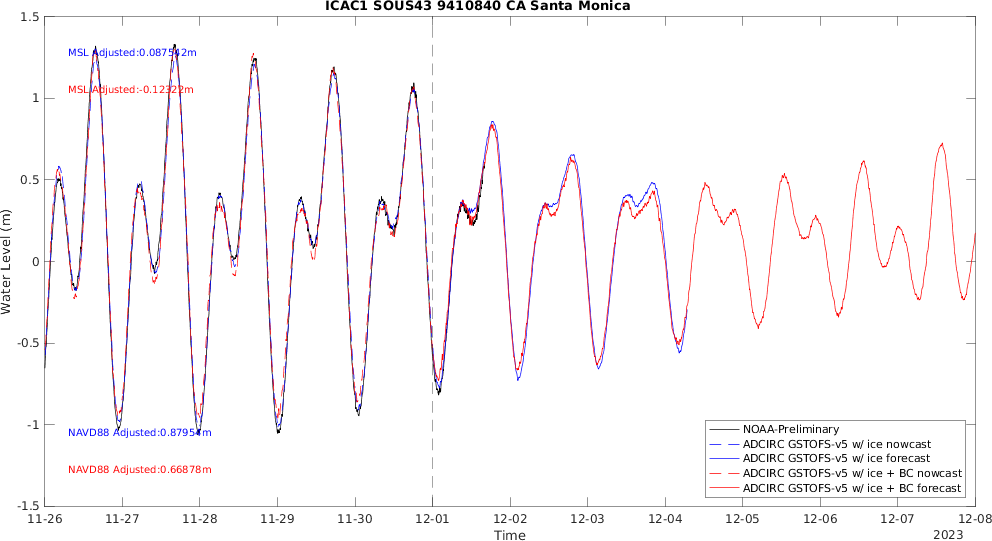 ICAC1 SOUS43 9410840 CA Santa Monica
1.5
1
0.5
0
-0.5
-1
-1.5
Water Level (m)
MSL Adjusted:0.087542m
MSL Adjusted:-0.12322m
NAVD88 Adjusted:0.87954m
NAVD88 Adjusted:0.66878m
NOAA-Preliminary
ADCIRC GSTOFS-v5 w/ ice nowcast
ADCIRC GSTOFS-v5 w/ ice forecast
ADCIRC GSTOFS-v5 w/ ice + BC nowcast
ADCIRC GSTOFS-v5 w/ ice + BC forecast
11-26 11-27 11-28 11-29 11-30 12-01 12-02 12-03 12-04 12-05 12-06 12-07 12-08
Time
2023